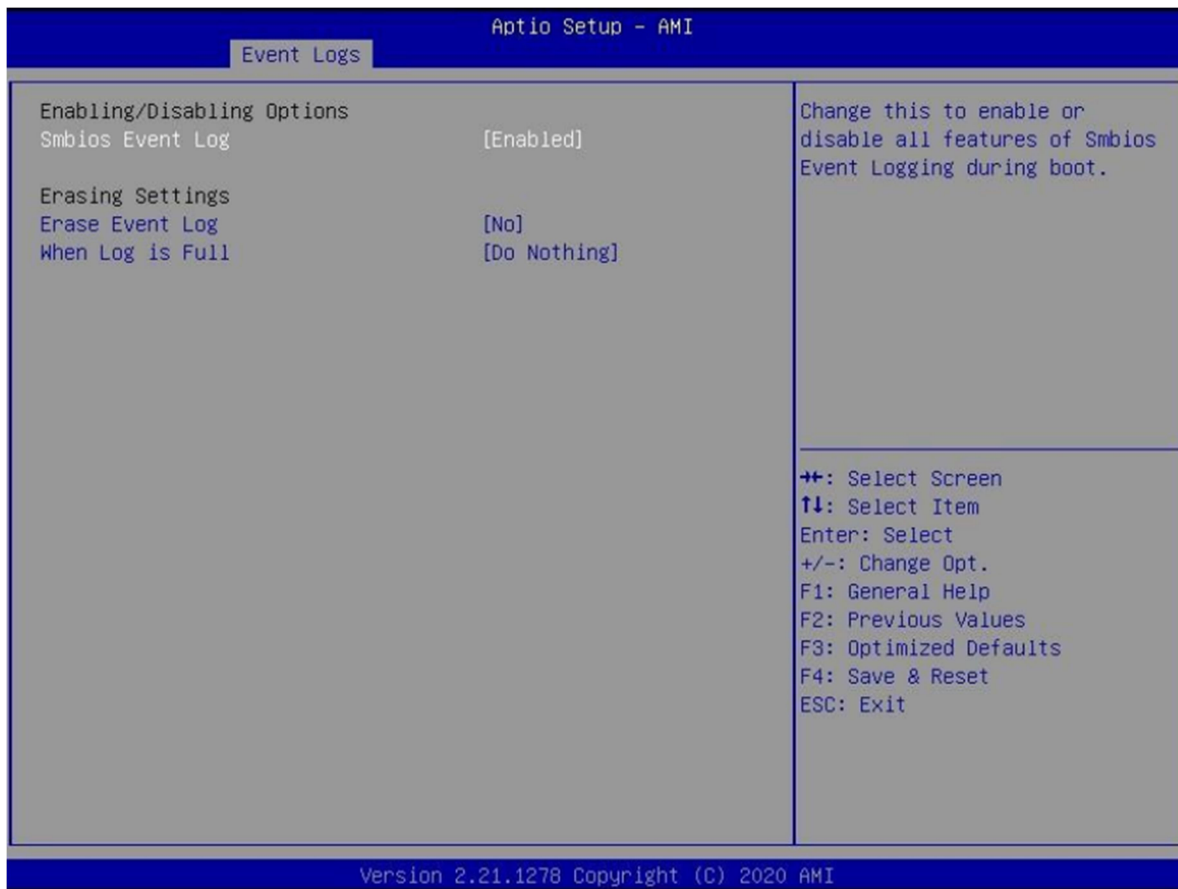 Aptio Setup - AMI
Event Logs
Enabling/Disabling Options
Smbios Event Log [Enabled]
Erasing Settings
Erase Event Log [No]
When Log is Full [Do Nothing]
Change this to enable or
disable all features of Smbios
Event Logging during boot.
→←: Select Screen
↑↓: Select Item
Enter: Select
+/-: Change Opt.
F1: General Help
F2: Previous Values
F3: Optimized Defaults
F4: Save & Reset
ESC: Exit
Version 2.21.1278 Copyright (C) 2020 AMI